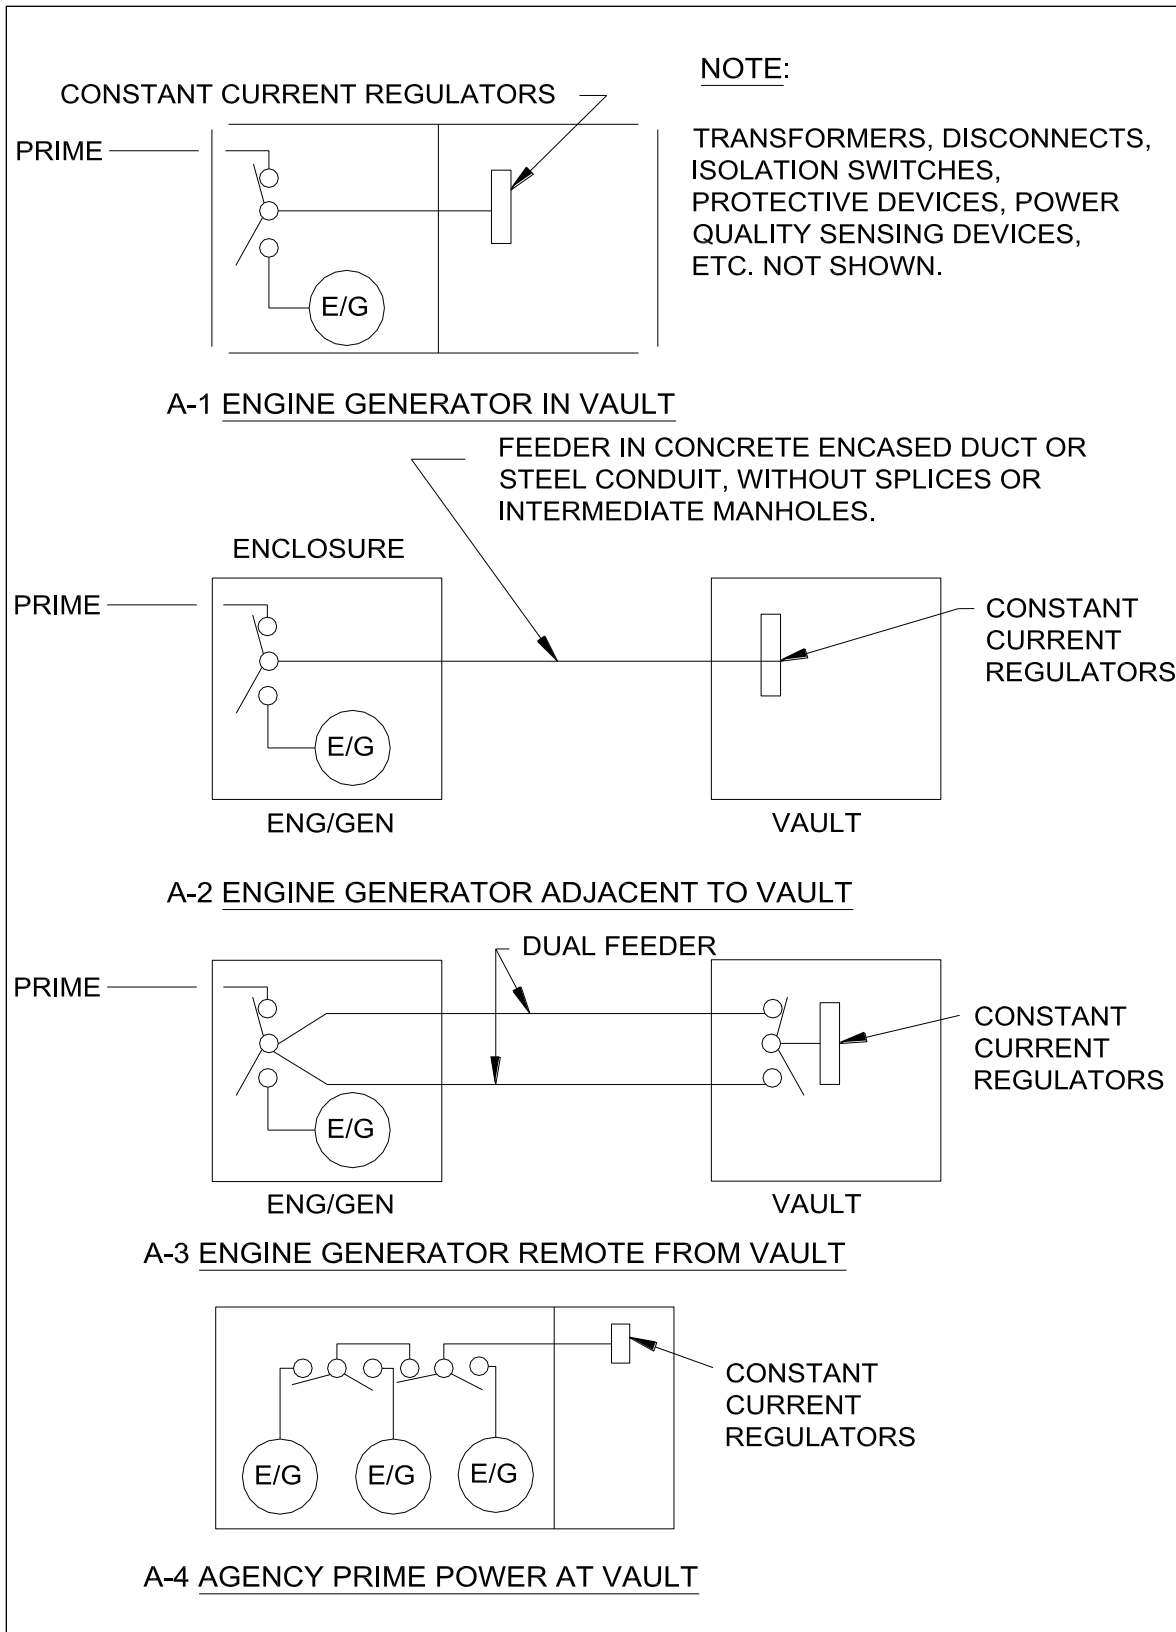 NOTE:
CONSTANT CURRENT REGULATORS
PRIME
TRANSFORMERS, DISCONNECTS,
ISOLATION SWITCHES,
PROTECTIVE DEVICES, POWER
QUALITY SENSING DEVICES,
ETC. NOT SHOWN.
E/G
A-1 ENGINE GENERATOR IN VAULT
FEEDER IN CONCRETE ENCASED DUCT OR
STEEL CONDUIT, WITHOUT SPLICES OR
INTERMEDIATE MANHOLES.
ENCLOSURE
PRIME
CONSTANT
CURRENT
REGULATORS
E/G
ENG/GEN
VAULT
A-2 ENGINE GENERATOR ADJACENT TO VAULT
DUAL FEEDER
PRIME
CONSTANT
CURRENT
REGULATORS
E/G
ENG/GEN
VAULT
A-3 ENGINE GENERATOR REMOTE FROM VAULT
CONSTANT
CURRENT
REGULATORS
E/G
E/G
E/G
A-4 AGENCY PRIME POWER AT VAULT